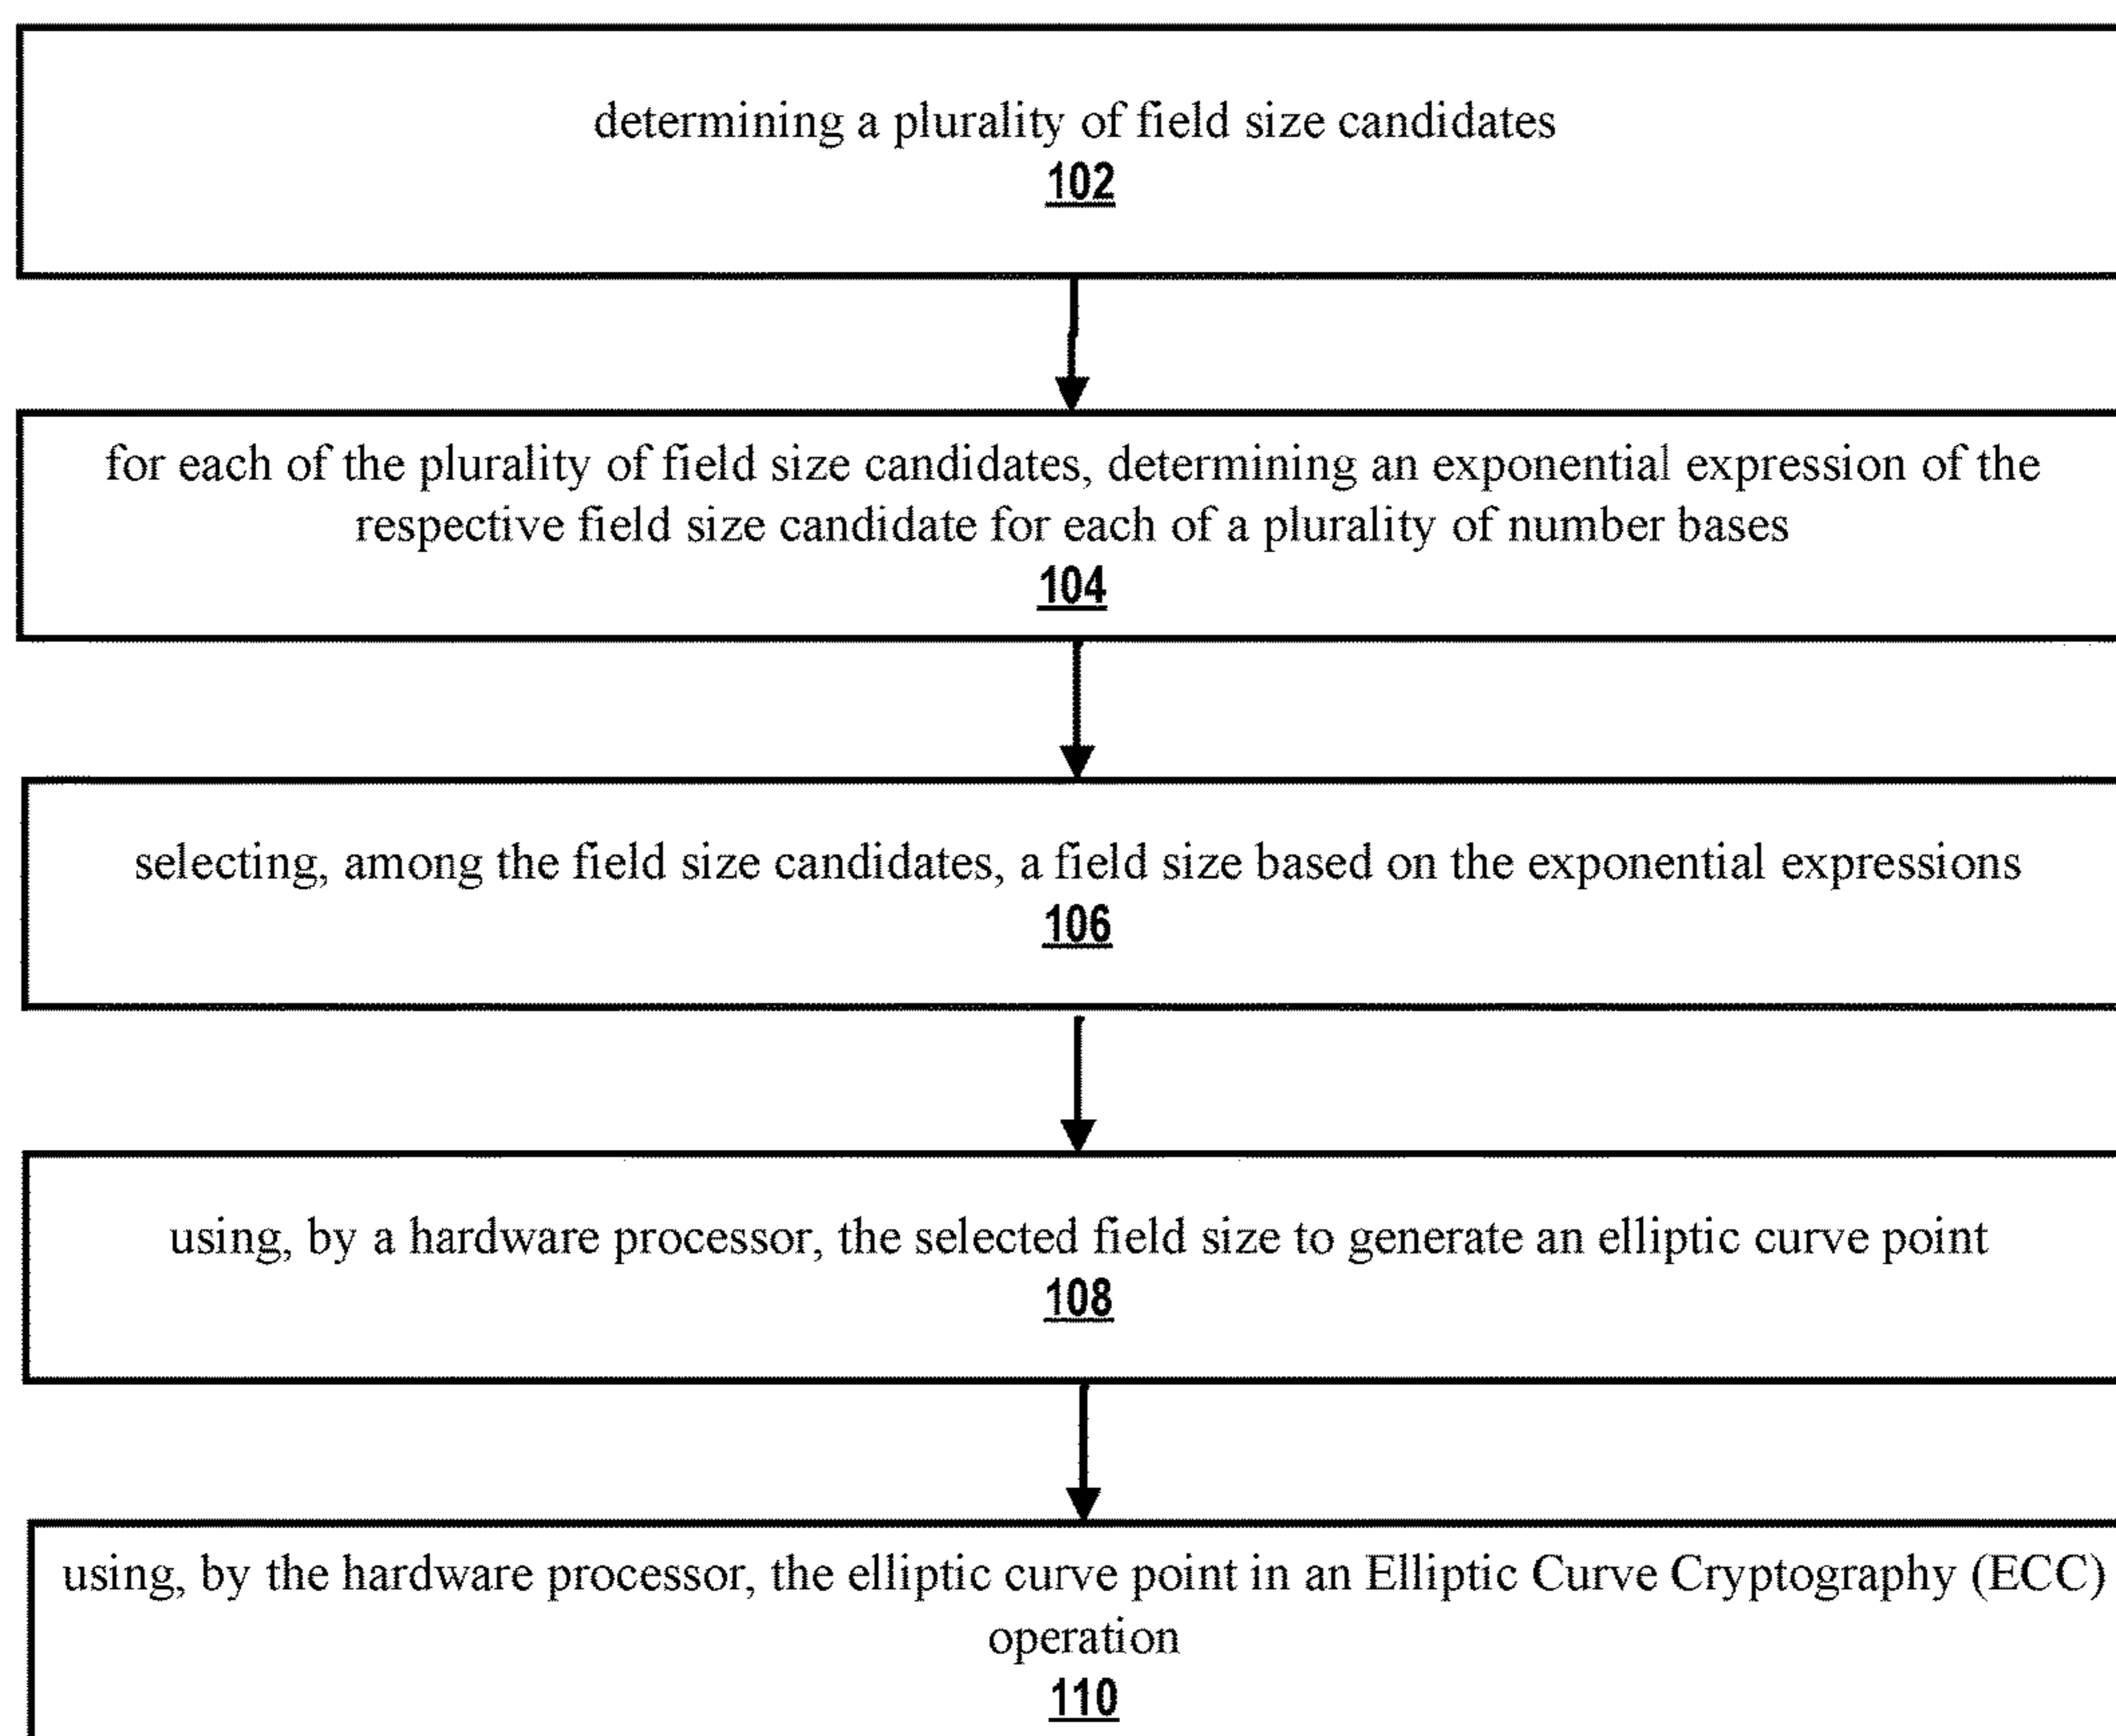 determining a plurality of field size candidates
102
for each of the plurality of field size candidates, determining an exponential expression of the
respective field size candidate for each of a plurality of number bases
104
selecting, among the field size candidates, a field size based on the exponential expressions
106
using, by a hardware processor, the selected field size to generate an elliptic curve point
108
using, by the hardware processor, the elliptic curve point in an Elliptic Curve Cryptography (ECC)
operation
110